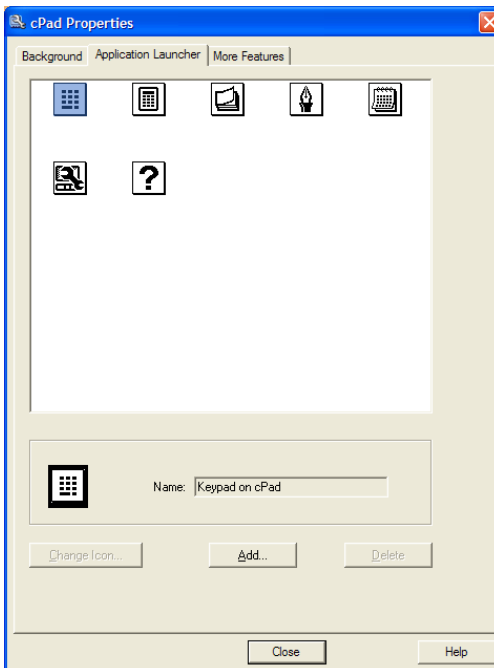 cPad Properties
Background Application Launcher More Features
?
Name: Keypad on cPad
Change Icon... Add... Delete
Close Help